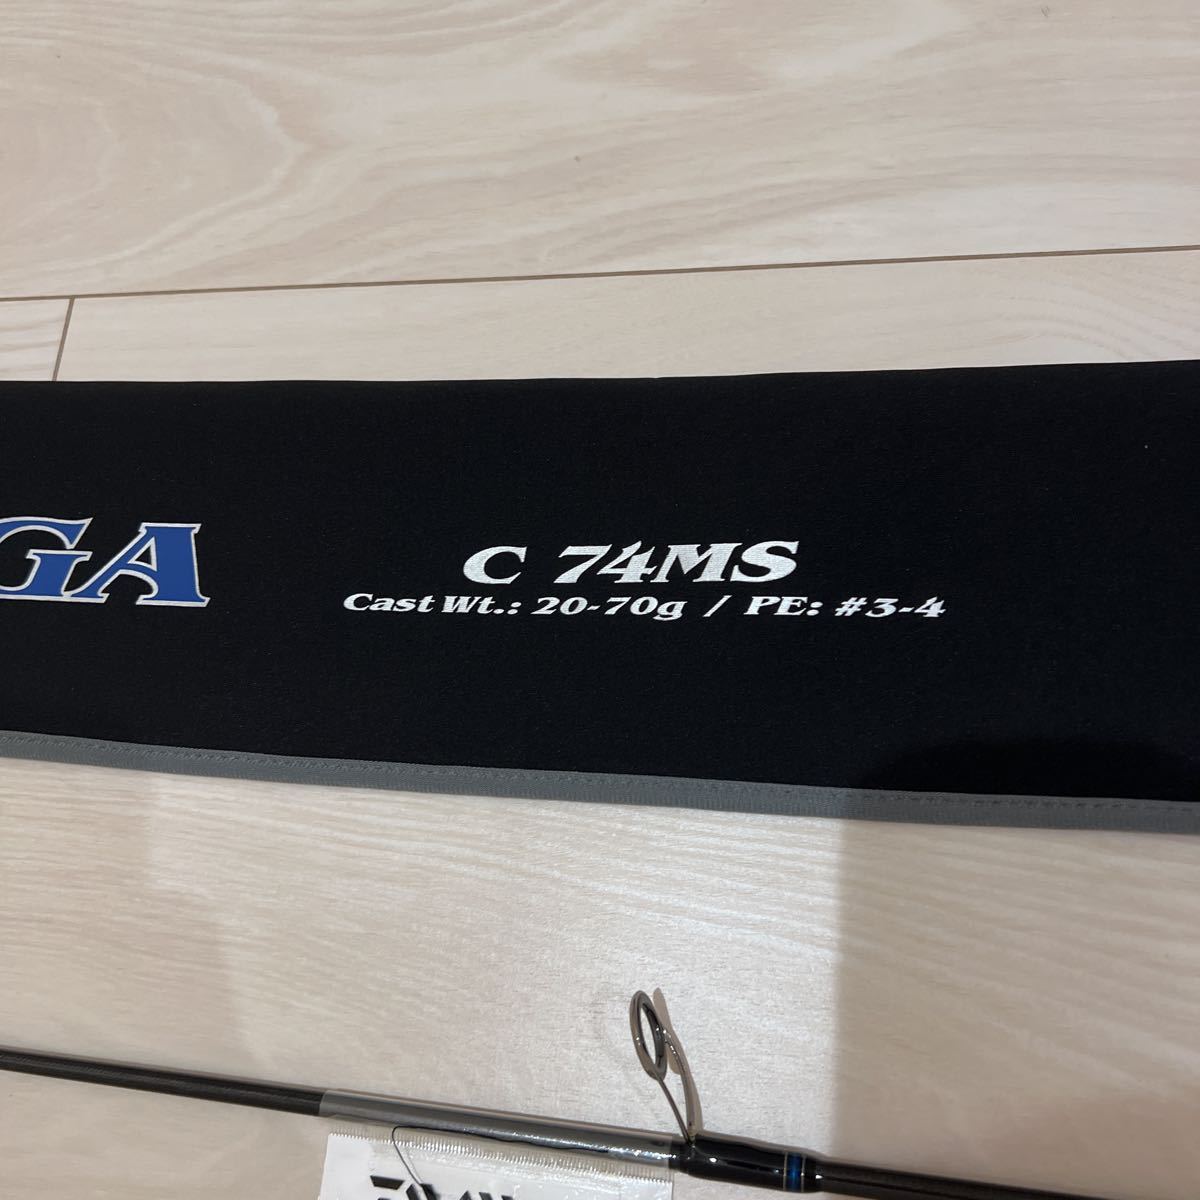 GA
C 74MS
Cast Wt.: 20-70g / PE: #3-4